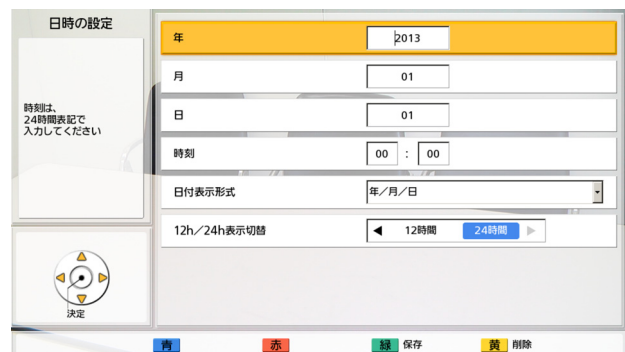 日時の設定
時刻は、
24時間表記で
入力してください
年 2013
月 01
日 01
時刻 00 : 00
日付表示形式 年／月／日
12h／24h表示切替 ◀ 12時間 24時間 ▶
決定
青 赤 緑 保存 黄 削除